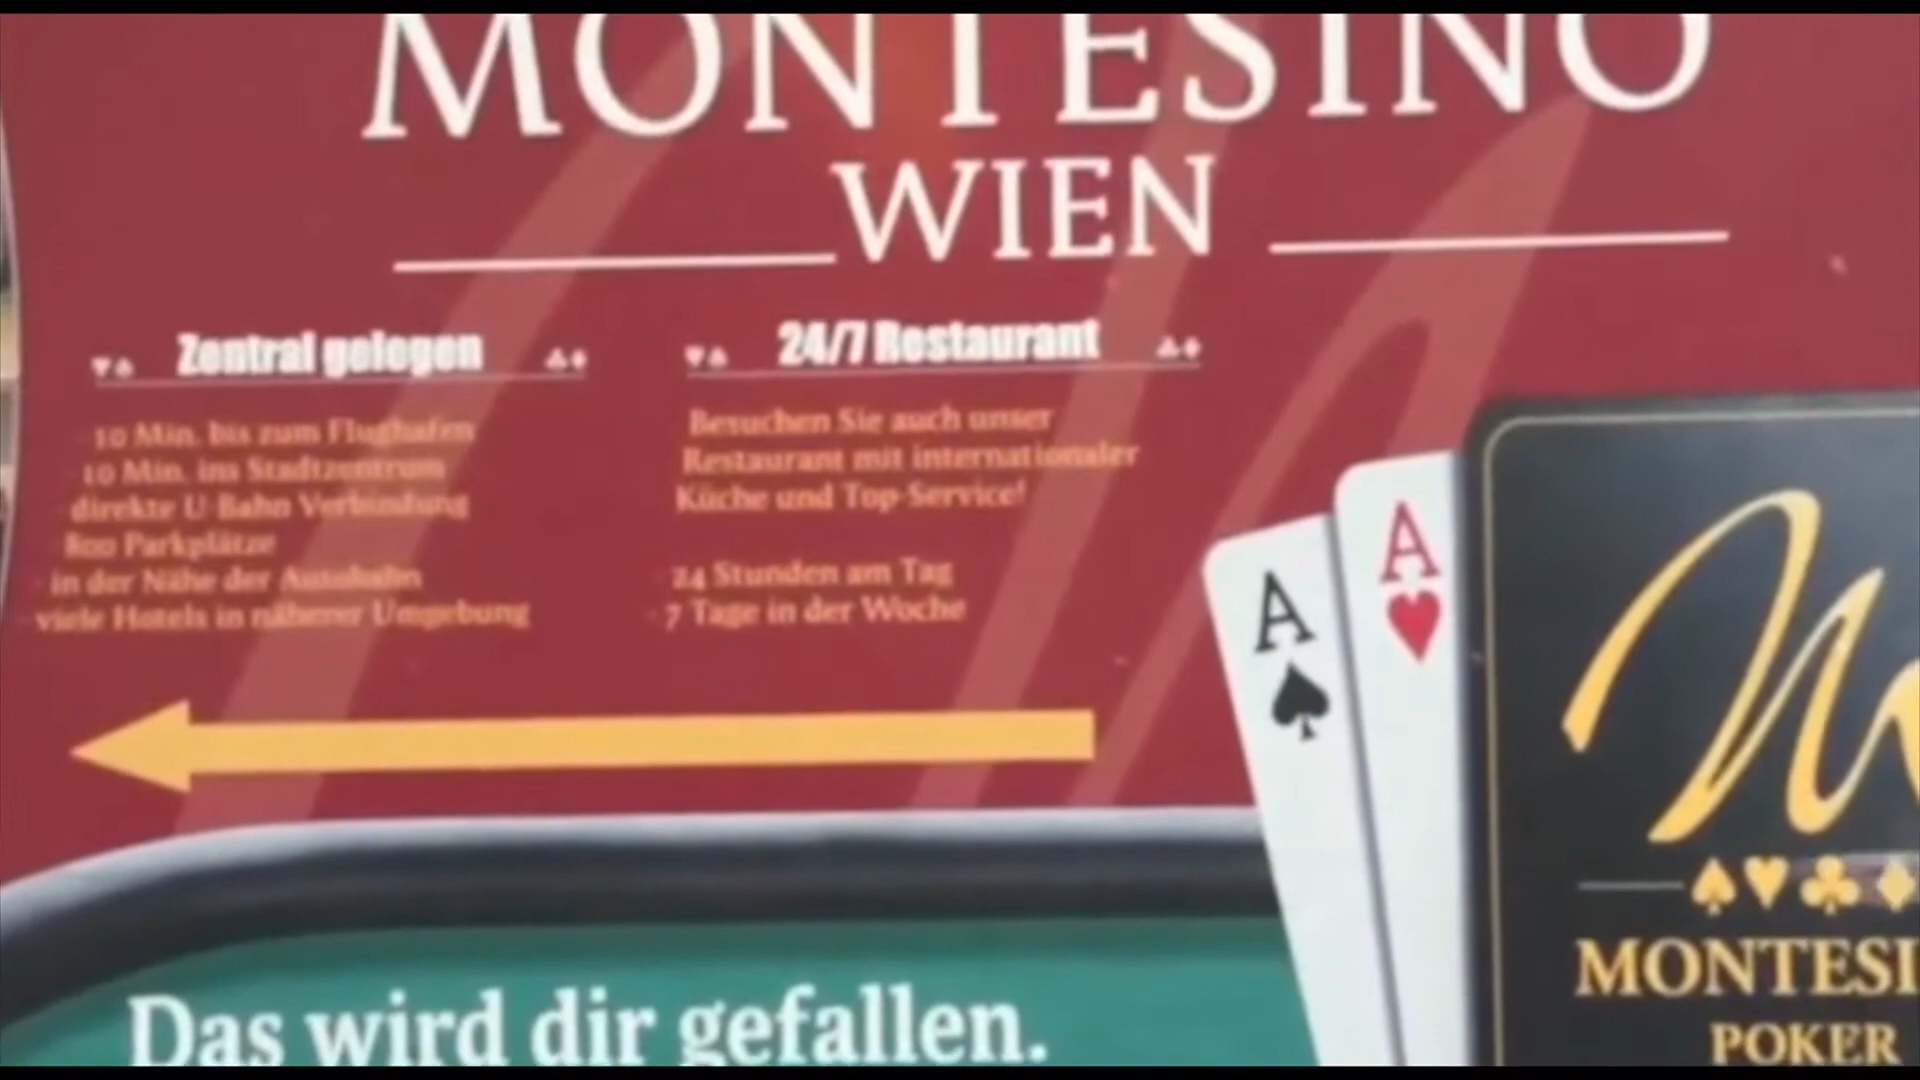 MONTESINO
WIEN
Zentral gelegen
10 Min. bis zum Flughafen
10 Min. ins Stadtzentrum
direkte U-Bahn Verbindung
800 Parkplätze
in der Nähe der Autobahn
viele Hotels in näherer Umgebung
24/7 Restaurant
Besuchen Sie auch unser
Restaurant mit internationaler
Küche und Top-Service!
24 Stunden am Tag
7 Tage in der Woche
A
A
M
MONTESI
POKER
Das wird dir gefallen.